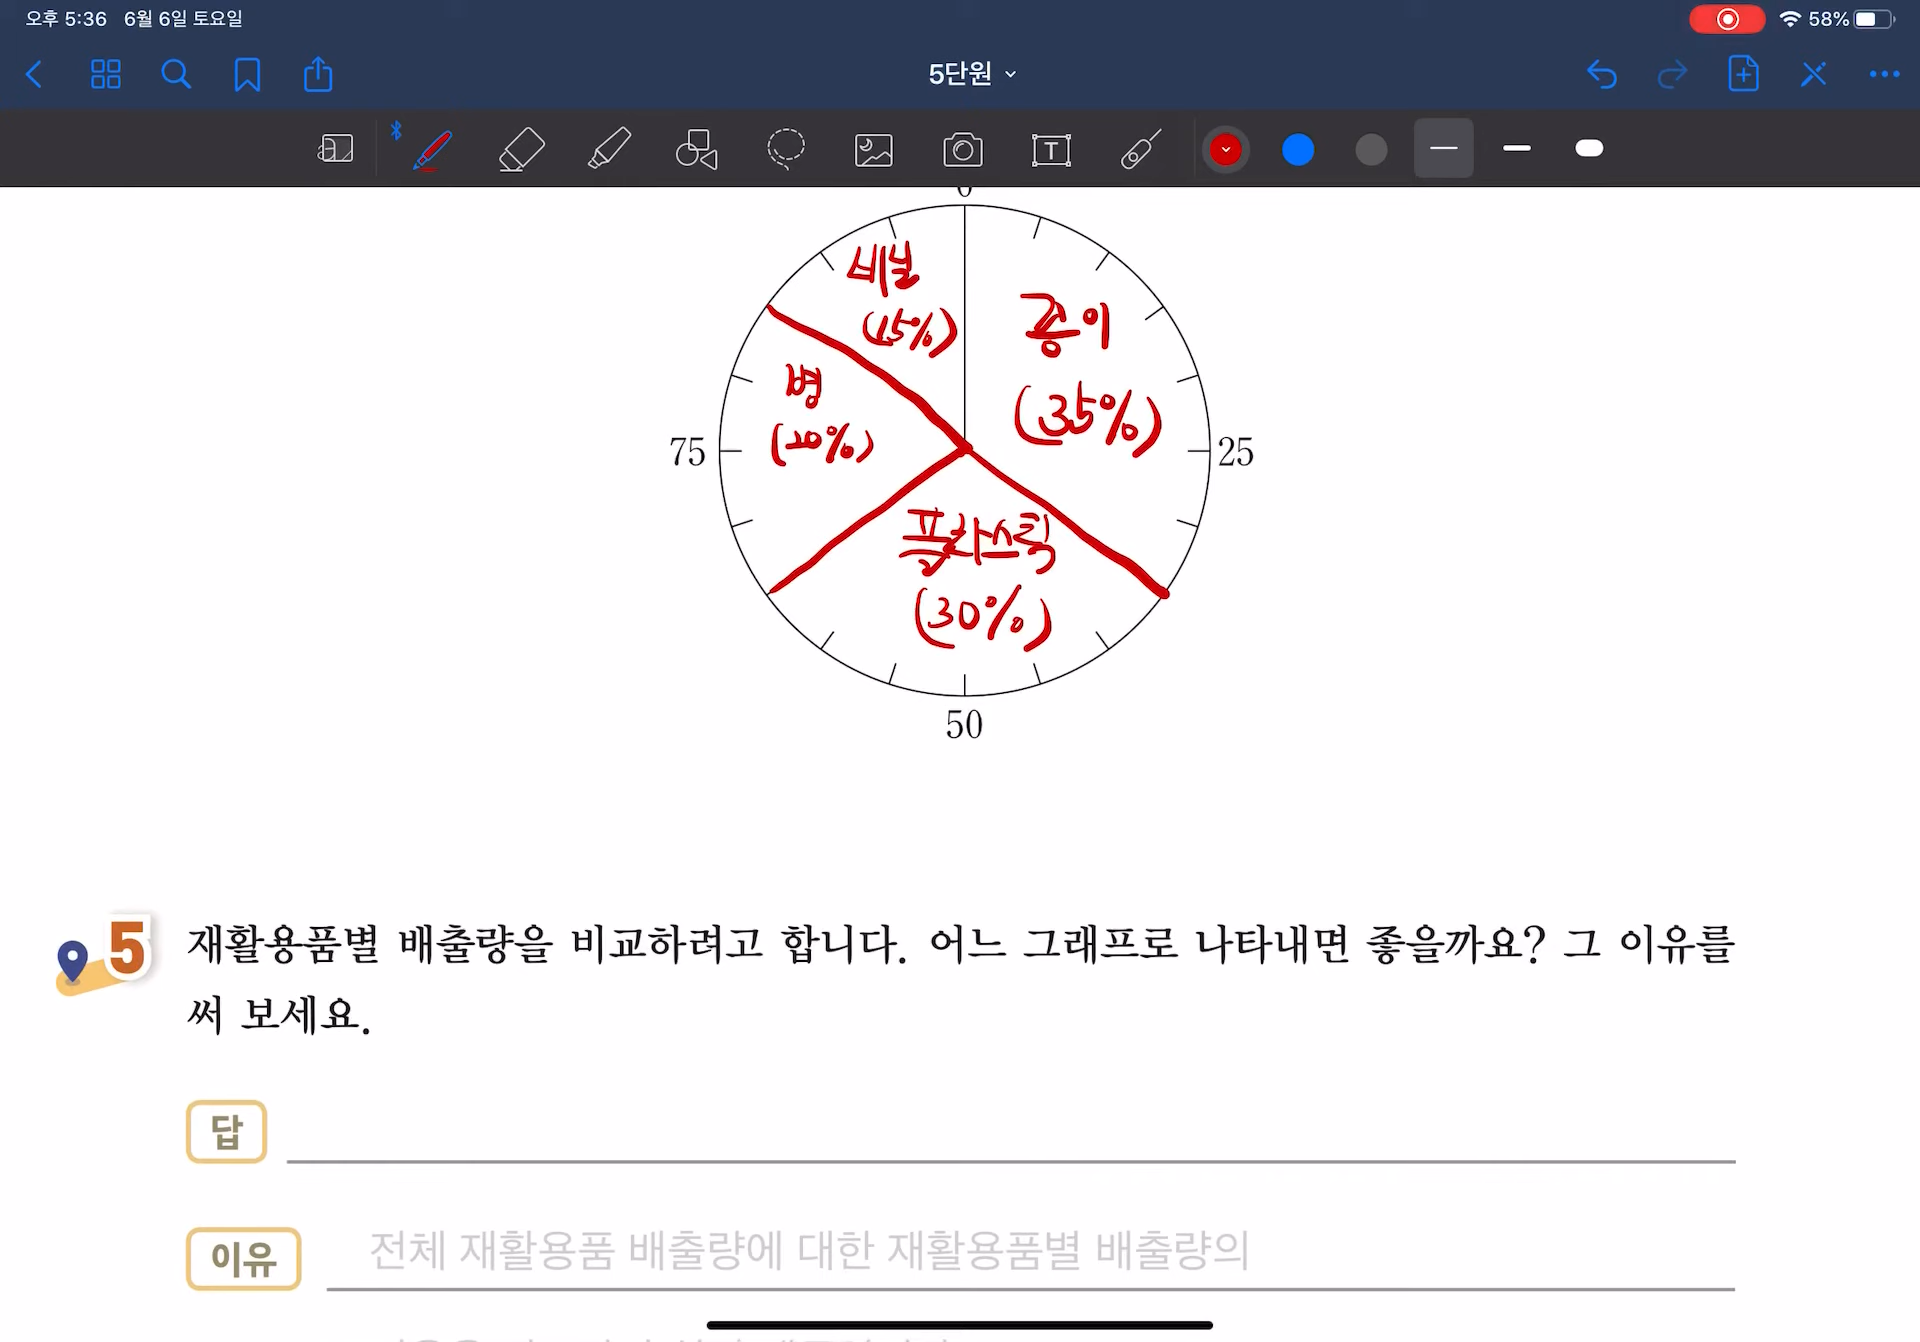 오후 5:36 6월 6일 토요일
58%
5단원
T
0
비닐
(15%)
종이
(35%)
병
(20%)
75
25
플라스틱
(30%)
50
5 재활용품별 배출량을 비교하려고 합니다. 어느 그래프로 나타내면 좋을까요? 그 이유를
써 보세요.
답
이유 전체 재활용품 배출량에 대한 재활용품별 배출량의